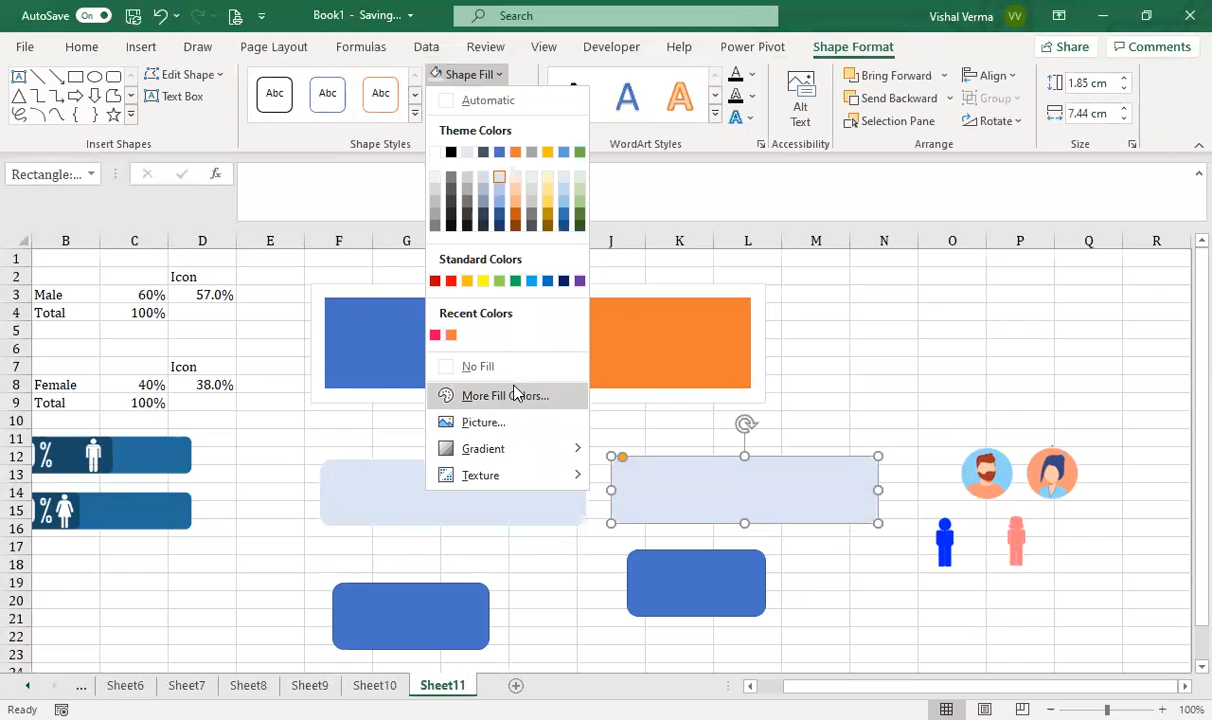 AutoSave On Book1 - Saving... Search Vishal Verma VV
File Home Insert Draw Page Layout Formulas Data Review View Developer Help Power Pivot Shape Format Share Comments
Edit Shape
Text Box
Insert Shapes
Abc Abc Abc
Shape Styles
Shape Fill
A A
A
A
A
WordArt Styles
Alt
Text
Accessibility
Bring Forward
Send Backward
Selection Pane
Align
Group
Rotate
Arrange
1.85 cm
7.44 cm
Size
Automatic
Theme Colors
Standard Colors
Recent Colors
No Fill
More Fill Colors...
Picture...
Gradient
Texture
Rectangle:... fx
B C D E F G J K L M N O P Q R
1
2 Icon
3 Male 60% 57.0%
4 Total 100%
5
6
7 Icon
8 Female 40% 38.0%
9 Total 100%
10
11
12 %
13
14
15 %
16
17
18
19
20
21
22
23
24
... Sheet6 Sheet7 Sheet8 Sheet9 Sheet10 Sheet11
Ready 100%